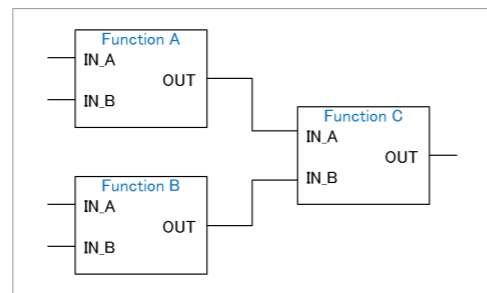 Function A
IN_A
OUT
IN_B
Function C
IN_A
OUT
IN_B
Function B
IN_A
OUT
IN_B